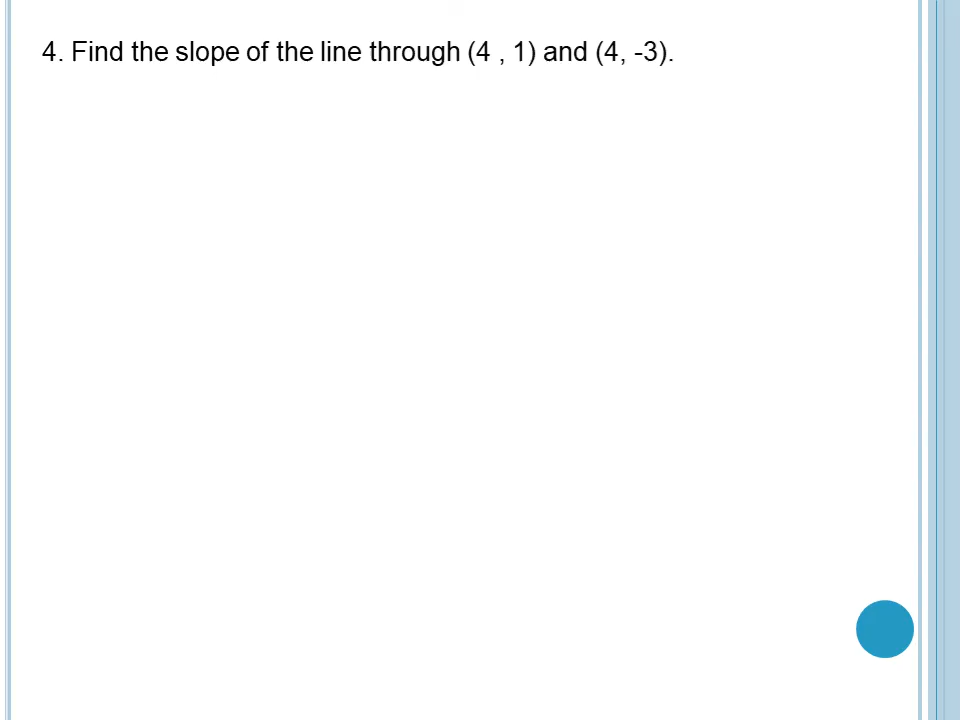 4. Find the slope of the line through (4 , 1) and (4, -3).